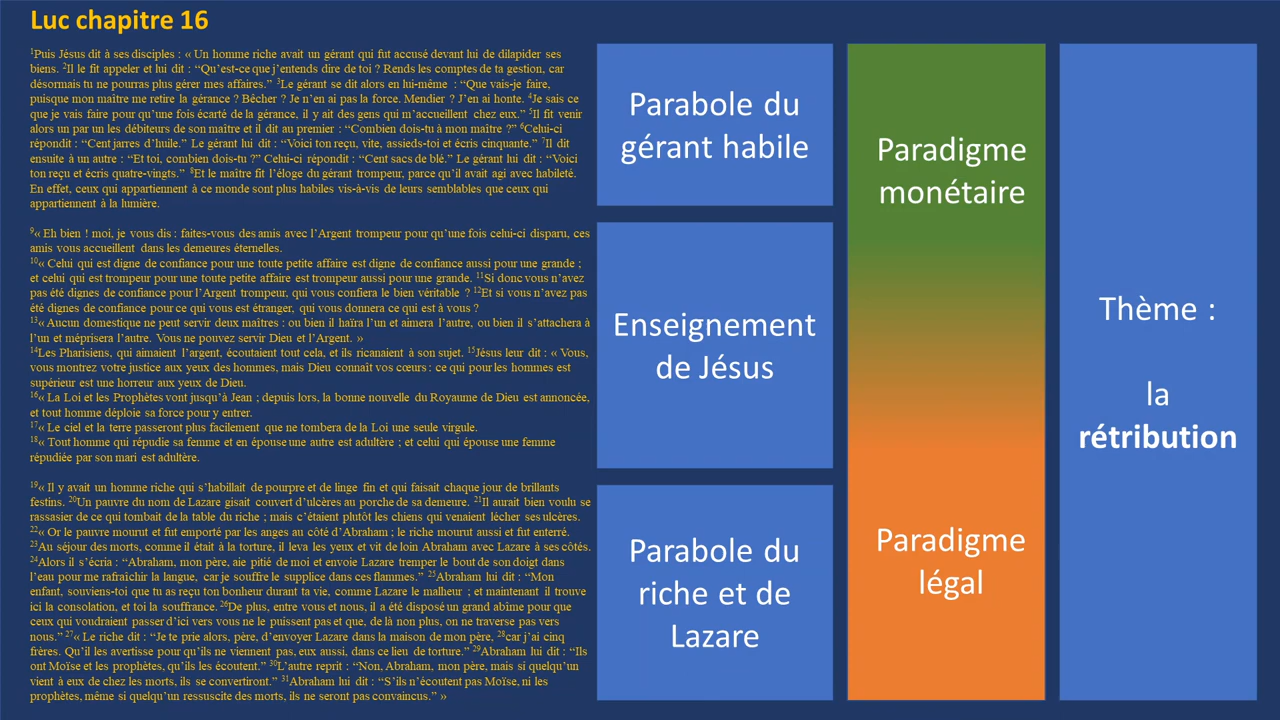 Luc chapitre 16
¹Puis Jésus dit à ses disciples : « Un homme riche avait un gérant qui fut accusé devant lui de dilapider ses
biens. ²Il le fit appeler et lui dit : “Qu’est-ce que j’entends dire de toi ? Rends les comptes de ta gestion, car
désormais tu ne pourras plus gérer mes affaires.” ³Le gérant se dit alors en lui-même : “Que vais-je faire,
puisque mon maître me retire la gérance ? Bêcher ? Je n’en ai pas la force. Mendier ? J’en ai honte. ⁴Je sais ce
que je vais faire pour qu’une fois écarté de la gérance, il y ait des gens qui m’accueillent chez eux.” ⁵Il fit venir
alors un par un les débiteurs de son maître et il dit au premier : “Combien dois-tu à mon maître ?” ⁶Celui-ci
répondit : “Cent jarres d’huile.” Le gérant lui dit : “Voici ton reçu, vite, assieds-toi et écris cinquante.” ⁷Il dit
ensuite à un autre : “Et toi, combien dois-tu ?” Celui-ci répondit : “Cent sacs de blé.” Le gérant lui dit : “Voici
ton reçu et écris quatre-vingts.” ⁸Et le maître fit l’éloge du gérant trompeur, parce qu’il avait agi avec habileté.
En effet, ceux qui appartiennent à ce monde sont plus habiles vis-à-vis de leurs semblables que ceux qui
appartiennent à la lumière.
⁹« Eh bien ! moi, je vous dis : faites-vous des amis avec l’Argent trompeur pour qu’une fois celui-ci disparu, ces
amis vous accueillent dans les demeures éternelles.
¹⁰« Celui qui est digne de confiance pour une toute petite affaire est digne de confiance aussi pour une grande ;
et celui qui est trompeur pour une toute petite affaire est trompeur aussi pour une grande. ¹¹Si donc vous n’avez
pas été dignes de confiance pour l’Argent trompeur, qui vous confiera le bien véritable ? ¹²Et si vous n’avez pas
été dignes de confiance pour ce qui vous est étranger, qui vous donnera ce qui est à vous ?
¹³« Aucun domestique ne peut servir deux maîtres : ou bien il haïra l’un et aimera l’autre, ou bien il s’attachera à
l’un et méprisera l’autre. Vous ne pouvez servir Dieu et l’Argent. »
¹⁴Les Pharisiens, qui aimaient l’argent, écoutaient tout cela, et ils ricanaient à son sujet. ¹⁵Jésus leur dit : « Vous,
vous montrez votre justice aux yeux des hommes, mais Dieu connaît vos cœurs : ce qui pour les hommes est
supérieur est une horreur aux yeux de Dieu.
¹⁶« La Loi et les Prophètes vont jusqu’à Jean ; depuis lors, la bonne nouvelle du Royaume de Dieu est annoncée,
et tout homme déploie sa force pour y entrer.
¹⁷« Le ciel et la terre passeront plus facilement que ne tombera de la Loi une seule virgule.
¹⁸« Tout homme qui répudie sa femme et en épouse une autre est adultère ; et celui qui épouse une femme
répudiée par son mari est adultère.
¹⁹« Il y avait un homme riche qui s’habillait de pourpre et de linge fin et qui faisait chaque jour de brillants
festins. ²⁰Un pauvre du nom de Lazare gisait couvert d’ulcères au porche de sa demeure. ²¹Il aurait bien voulu se
rassasier de ce qui tombait de la table du riche ; mais c’étaient plutôt les chiens qui venaient lécher ses ulcères.
²²« Or le pauvre mourut et fut emporté par les anges au côté d’Abraham ; le riche mourut aussi et fut enterré.
²³Au séjour des morts, comme il était à la torture, il leva les yeux et vit de loin Abraham avec Lazare à ses côtés.
²⁴Alors il s’écria : “Abraham, mon père, aie pitié de moi et envoie Lazare tremper le bout de son doigt dans
l’eau pour me rafraîchir la langue, car je souffre le supplice dans ces flammes.” ²⁵Abraham lui dit : “Mon
enfant, souviens-toi que tu as reçu ton bonheur durant ta vie, comme Lazare le malheur ; et maintenant il trouve
ici la consolation, et toi la souffrance. ²⁶De plus, entre vous et nous, il a été disposé un grand abîme pour que
ceux qui voudraient passer d’ici vers vous ne le puissent pas et que, de là non plus, on ne traverse pas vers
nous.” ²⁷« Le riche dit : “Je te prie alors, père, d’envoyer Lazare dans la maison de mon père, ²⁸car j’ai cinq
frères. Qu’il les avertisse pour qu’ils ne viennent pas, eux aussi, dans ce lieu de torture.” ²⁹Abraham lui dit : “Ils
ont Moïse et les prophètes, qu’ils les écoutent.” ³⁰L’autre reprit : “Non, Abraham, mon père, mais si quelqu’un
vient à eux de chez les morts, ils se convertiront.” ³¹Abraham lui dit : “S’ils n’écoutent pas Moïse, ni les
prophètes, même si quelqu’un ressuscite des morts, ils ne seront pas convaincus.” »
Parabole du
gérant habile
Enseignement
de Jésus
Parabole du
riche et de
Lazare
Paradigme
monétaire
Paradigme
légal
Thème :
la
rétribution